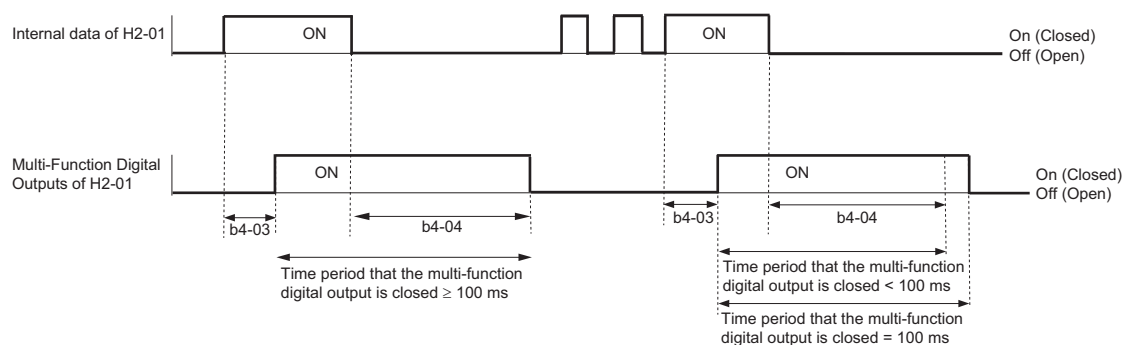 Internal data of H2-01
ON
ON
On (Closed)
Off (Open)
Multi-Function Digital
Outputs of H2-01
ON
ON
On (Closed)
Off (Open)
b4-03
b4-04
b4-03
b4-04
Time period that the multi-function
digital output is closed ≥ 100 ms
Time period that the multi-function
digital output is closed < 100 ms
Time period that the multi-function
digital output is closed = 100 ms